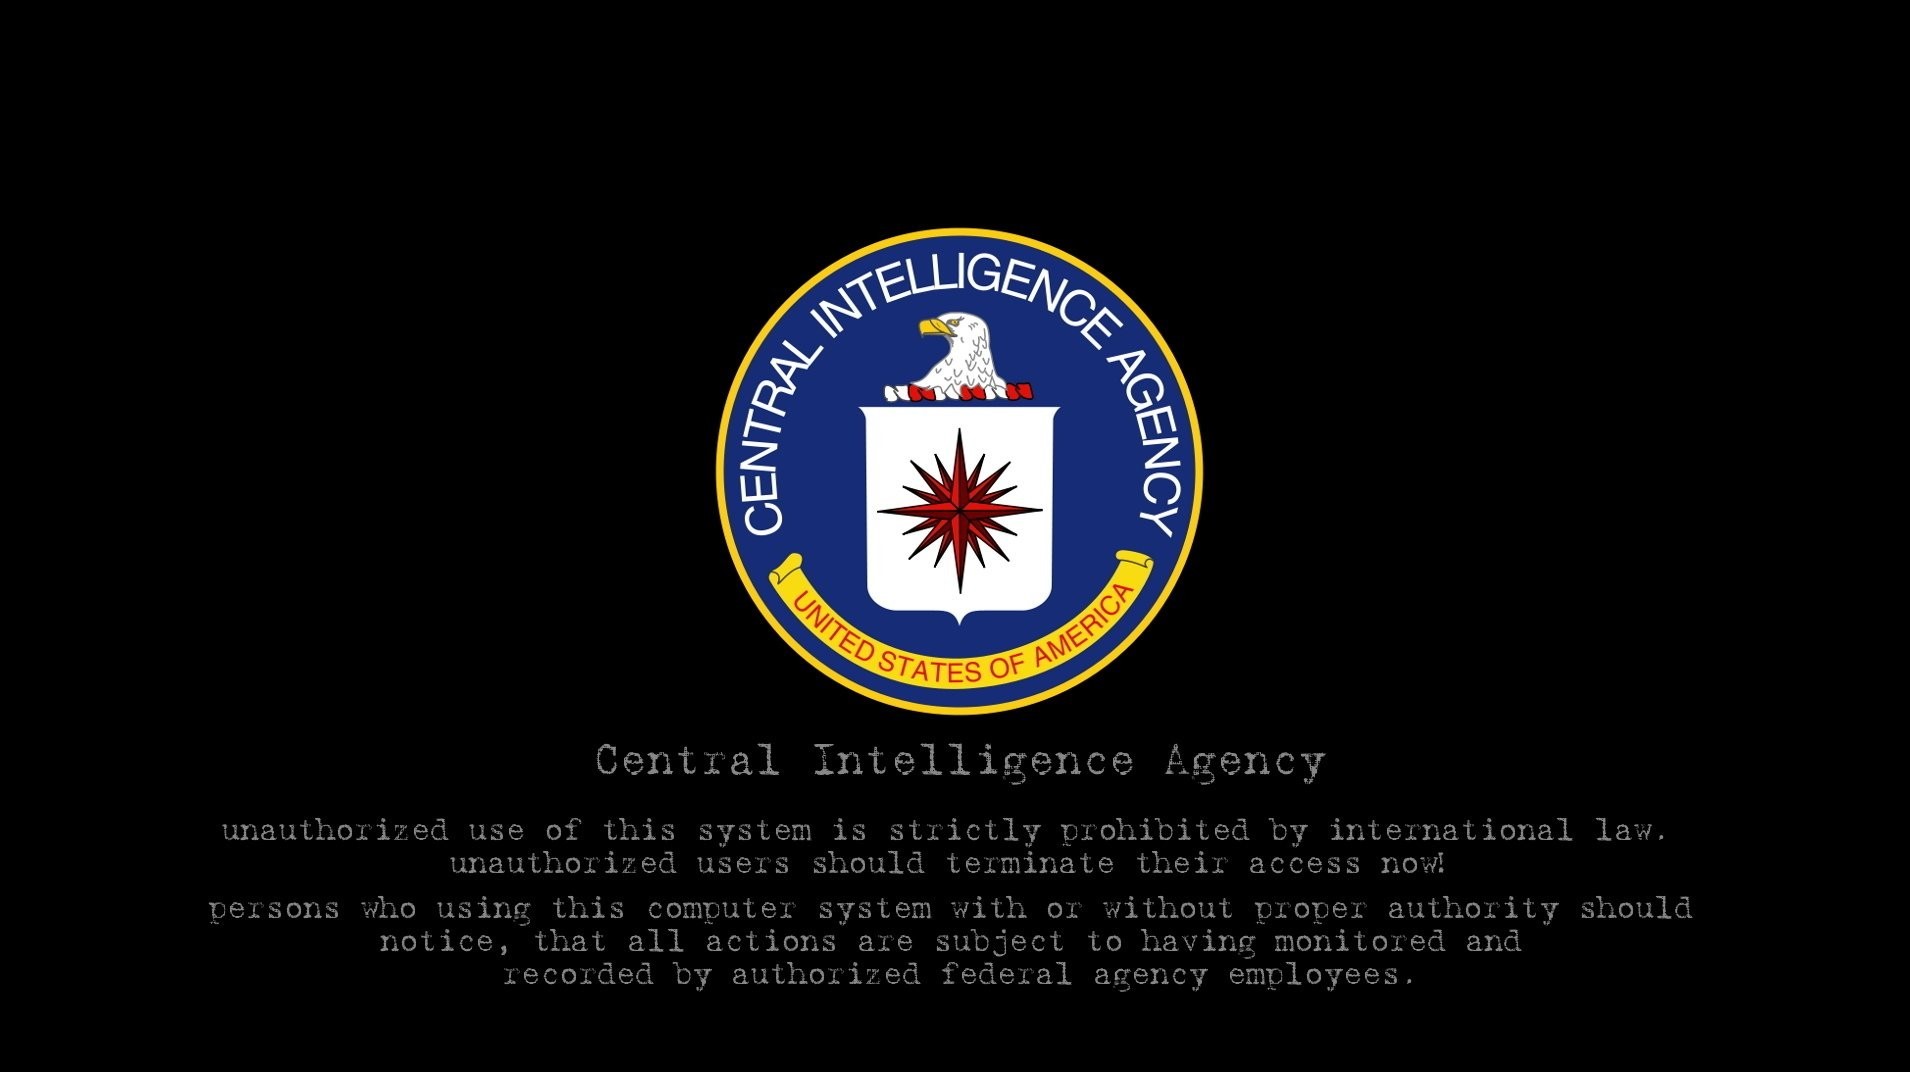 CENTRAL INTELLIGENCE AGENCY
UNITED STATES OF AMERICA
Central Intelligence Agency
unauthorized use of this system is strictly prohibited by international law.
unauthorized users should terminate their access now!
persons who using this computer system with or without proper authority should
notice, that all actions are subject to having monitored and
recorded by authorized federal agency employees.